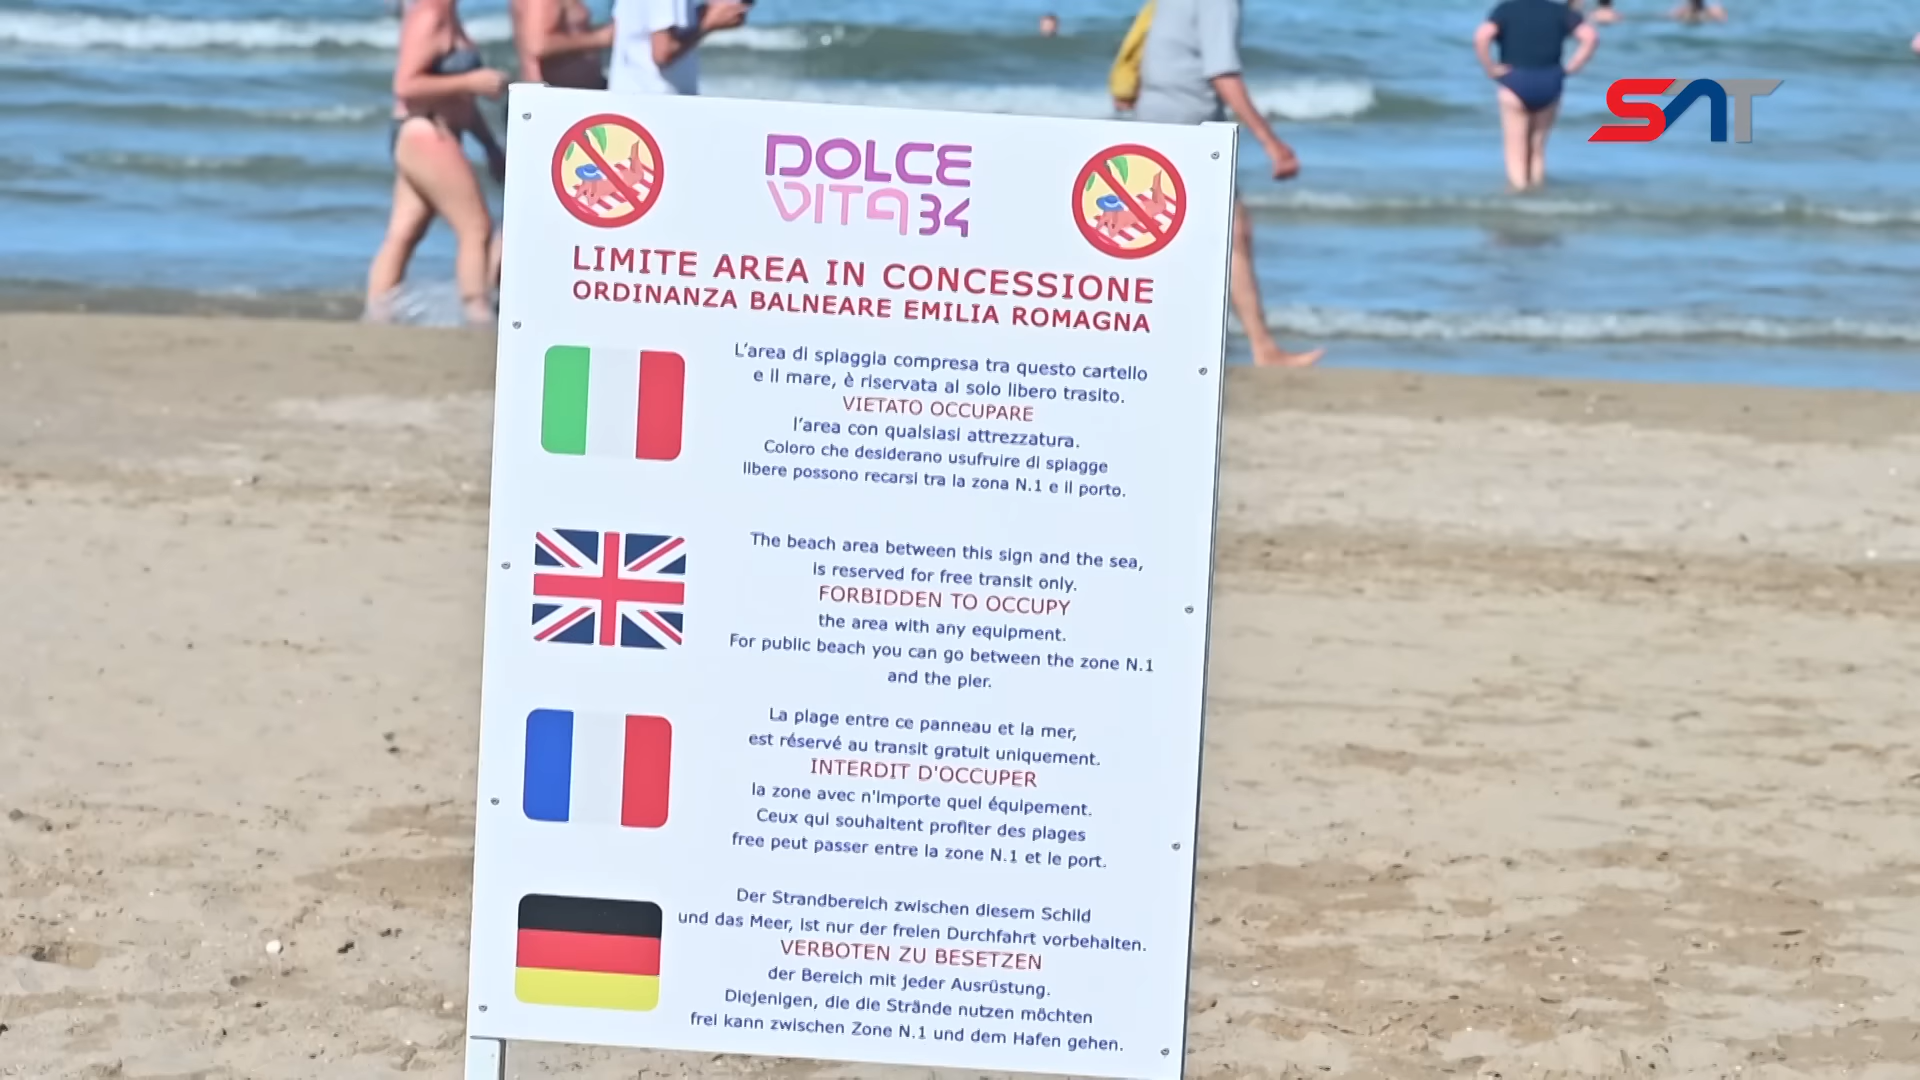 SNT
DOLCE
VITA 34
LIMITE AREA IN CONCESSIONE
ORDINANZA BALNEARE EMILIA ROMAGNA
L'area di spiaggia compresa tra questo cartello
e il mare, è riservata al solo libero trasito.
VIETATO OCCUPARE
l'area con qualsiasi attrezzatura.
Coloro che desiderano usufruire di spiagge
libere possono recarsi tra la zona N.1 e il porto.
The beach area between this sign and the sea,
is reserved for free transit only.
FORBIDDEN TO OCCUPY
the area with any equipment.
For public beach you can go between the zone N.1
and the pier.
La plage entre ce panneau et la mer,
est réservé au transit gratuit uniquement.
INTERDIT D'OCCUPER
la zone avec n'importe quel équipement.
Ceux qui souhaitent profiter des plages
free peut passer entre la zone N.1 et le port.
Der Strandbereich zwischen diesem Schild
und das Meer, ist nur der freien Durchfahrt vorbehalten.
VERBOTEN ZU BESETZEN
der Bereich mit jeder Ausrüstung.
Diejenigen, die die Strände nutzen möchten
frei kann zwischen Zone N.1 und dem Hafen gehen.